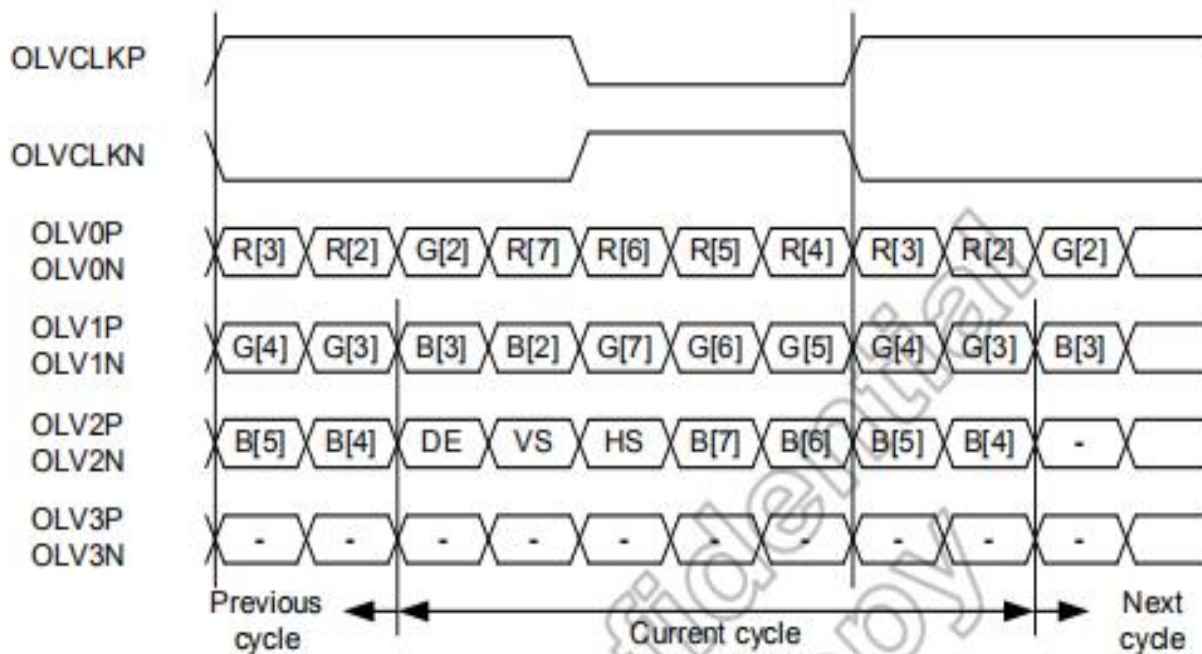 OLVCLKP
OLVCLKN
OLV0P
OLV0N
R[3] R[2] G[2] R[7] R[6] R[5] R[4] R[3] R[2] G[2]
OLV1P
OLV1N
G[4] G[3] B[3] B[2] G[7] G[6] G[5] G[4] G[3] B[3]
OLV2P
OLV2N
B[5] B[4] DE VS HS B[7] B[6] B[5] B[4] -
OLV3P
OLV3N
- - - - - - - - - -
Previous
cycle
Current cycle
Next
cycle